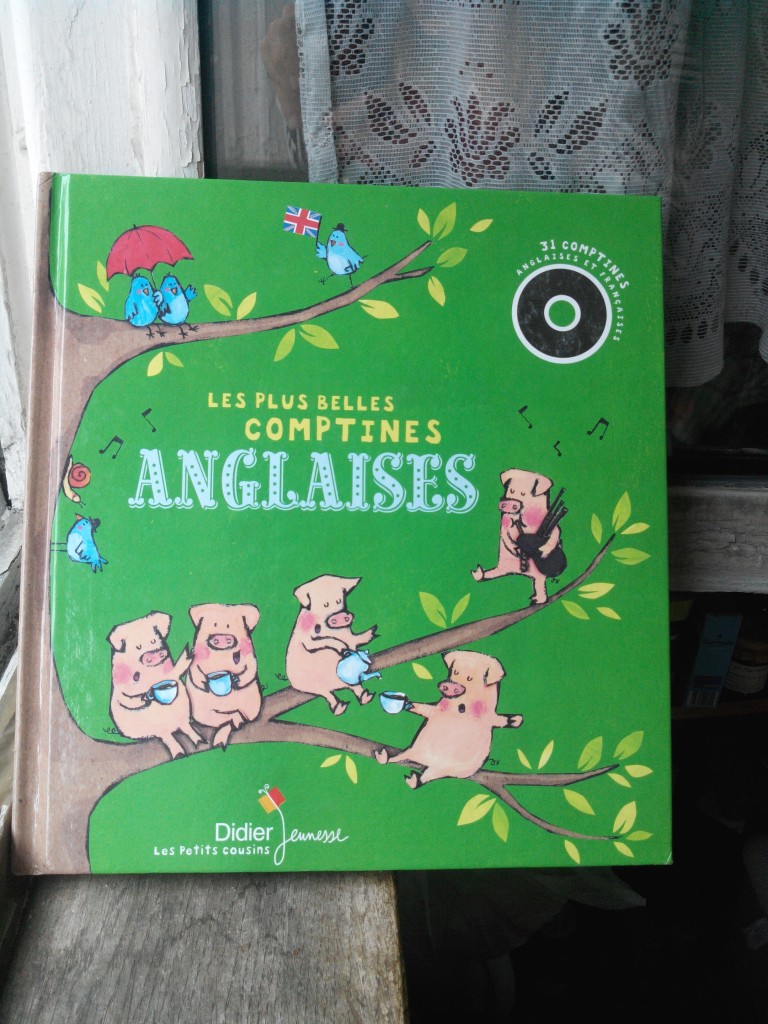 31 COMPTINES
ANGLAISES ET FRANÇAISES
LES PLUS BELLES
COMPTINES
ANGLAISES
Didier Jeunesse
Les Petits cousins